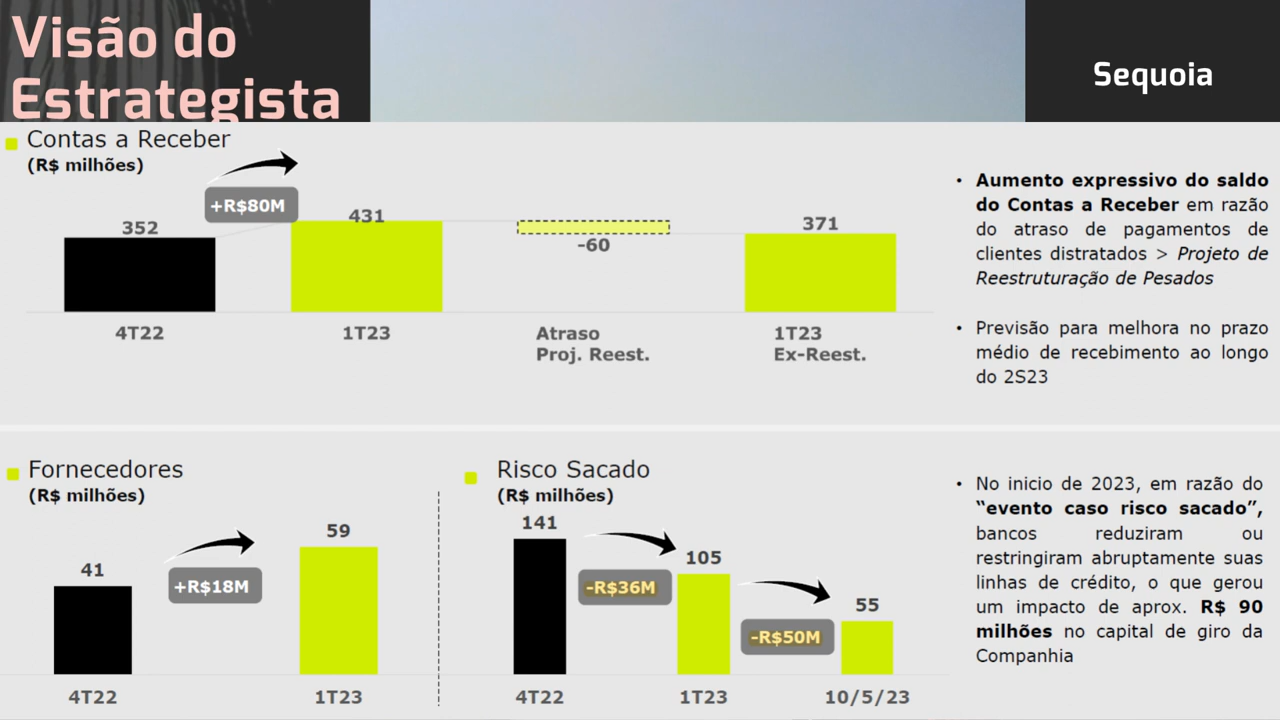 Visão do
Estrategista
Sequoia
Contas a Receber
(R$ milhões)
+R$80M
352
431
-60
371
4T22
1T23
Atraso
Proj. Reest.
1T23
Ex-Reest.
• Aumento expressivo do saldo
do Contas a Receber em razão
do atraso de pagamentos de
clientes distratados > Projeto de
Reestruturação de Pesados
• Previsão para melhora no prazo
médio de recebimento ao longo
do 2S23
Fornecedores
(R$ milhões)
41
+R$18M
59
4T22
1T23
Risco Sacado
(R$ milhões)
141
-R$36M
105
-R$50M
55
4T22
1T23
10/5/23
• No inicio de 2023, em razão do
“evento caso risco sacado”,
bancos reduziram ou
restringiram abruptamente suas
linhas de crédito, o que gerou
um impacto de aprox. R$ 90
milhões no capital de giro da
Companhia